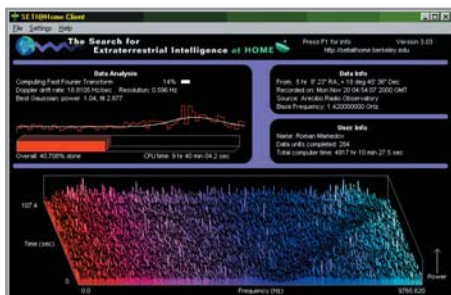 SETI@Home Client
File Settings Help
The Search for
Extraterrestrial Intelligence at HOME
Press F1 for info
Version 3.03
http://setiathome.berkeley.edu
Data Analysis
Computing Fast Fourier Transform 14%
Doppler drift rate: 18.8105 Hz/sec Resolution: 0.596 Hz
Best Gaussian: power 1.04, fit 2.977
Overall: 40.708% done CPU time: 9 hr 40 min 04.2 sec
Data Info
From: 5 hr 8' 23" RA, + 18 deg 45' 36" Dec
Recorded on: Mon Nov 20 04:54:07 2000 GMT
Source: Arecibo Radio Observatory
Base Frequency: 1.420000000 GHz
User Info
Name: Roman Mamedov
Data units completed: 264
Total computer time: 4817 hr 10 min 27.5 sec
107.4
Time (sec)
0
0.0
Frequency (Hz)
9765.620
Power